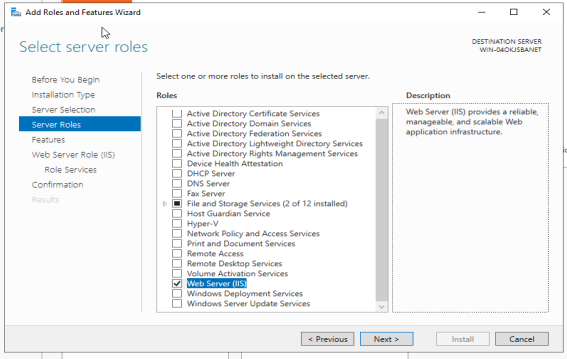 Add Roles and Features Wizard
Select server roles
DESTINATION SERVER
WIN-04OKJSBANET
Before You Begin
Installation Type
Server Selection
Server Roles
Features
Web Server Role (IIS)
Role Services
Confirmation
Results
Select one or more roles to install on the selected server.
Roles
Active Directory Certificate Services
Active Directory Domain Services
Active Directory Federation Services
Active Directory Lightweight Directory Services
Active Directory Rights Management Services
Device Health Attestation
DHCP Server
DNS Server
Fax Server
File and Storage Services (2 of 12 installed)
Host Guardian Service
Hyper-V
Network Policy and Access Services
Print and Document Services
Remote Access
Remote Desktop Services
Volume Activation Services
Web Server (IIS)
Windows Deployment Services
Windows Server Update Services
Description
Web Server (IIS) provides a reliable,
manageable, and scalable Web
application infrastructure.
< Previous
Next >
Install
Cancel